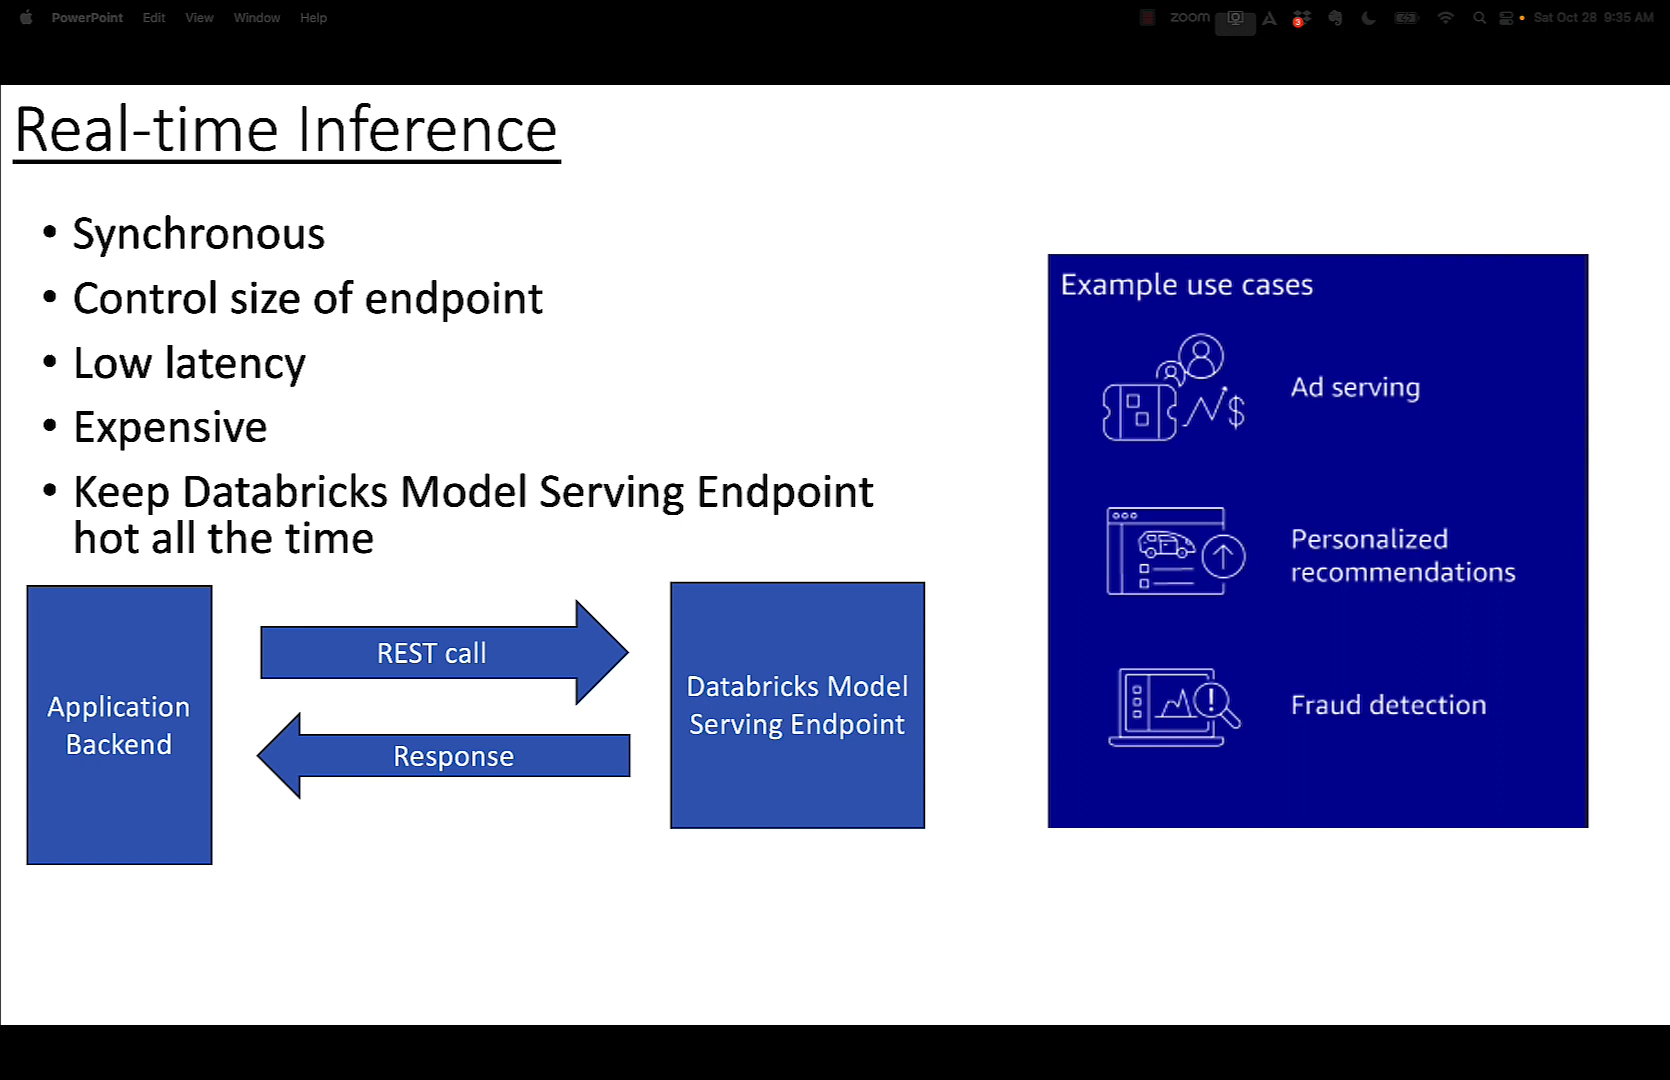 PowerPoint Edit View Window Help
zoom 3 Sat Oct 28 9:35 AM
Real-time Inference
• Synchronous
• Control size of endpoint
• Low latency
• Expensive
• Keep Databricks Model Serving Endpoint
hot all the time
Application
Backend
REST call
Response
Databricks Model
Serving Endpoint
Example use cases
Ad serving
Personalized
recommendations
Fraud detection